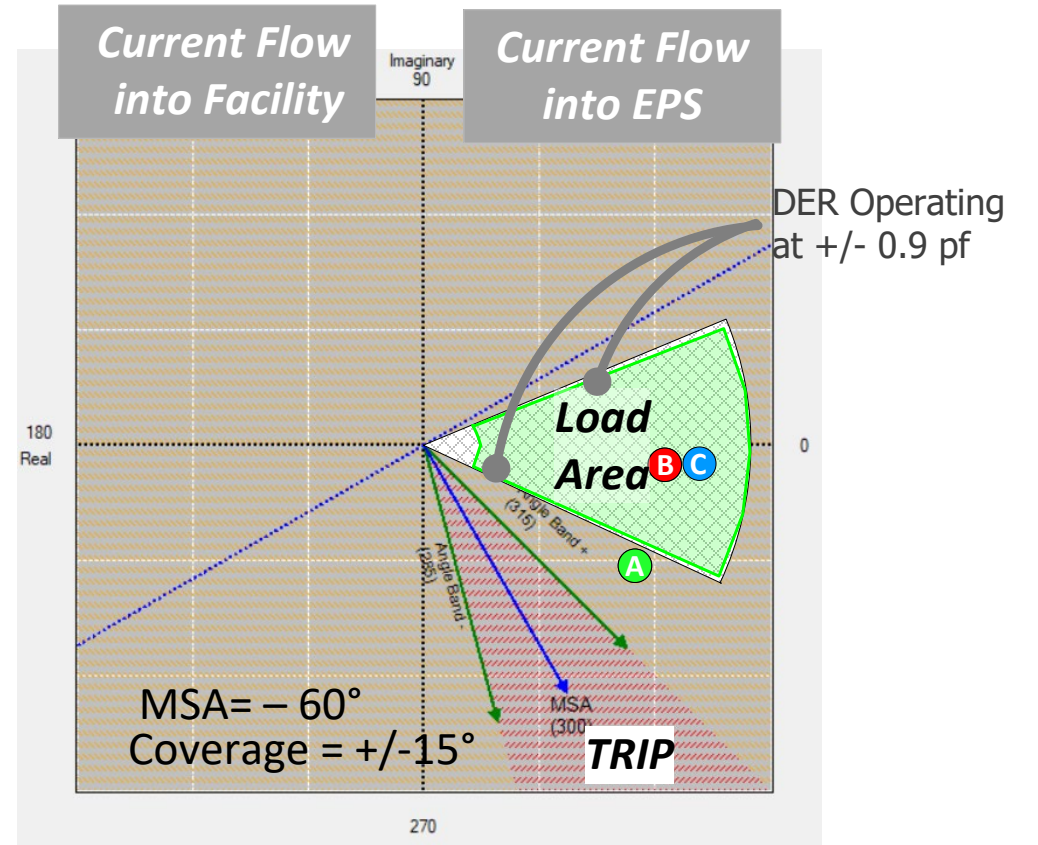 Current Flow
into Facility
Current Flow
into EPS
Imaginary
90
DER Operating
at +/- 0.9 pf
180
Real
0
Load
Area
B
C
A
Angle Band +
(315)
Angle Band -
(285)
MSA= – 60°
Coverage = +/-15°
MSA
(300)
TRIP
270